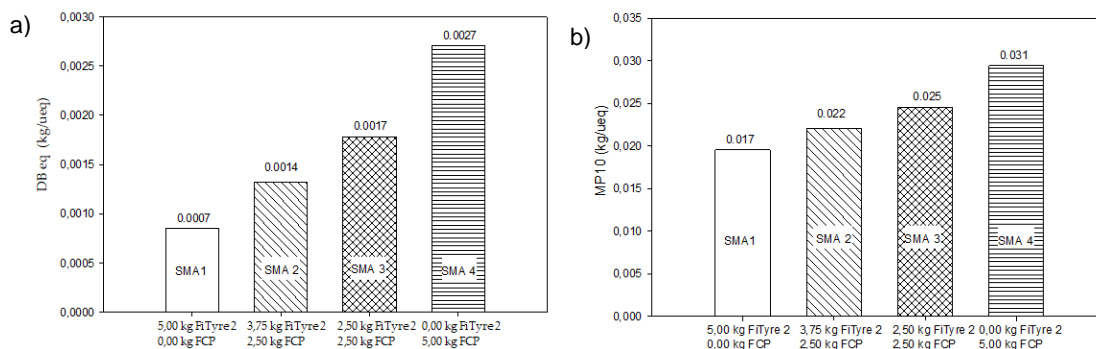 a)
DB eq (kg/ueq)
0,0030
0,0025
0,0020
0,0015
0,0010
0,0005
0,0000
0.0007
0.0014
0.0017
0.0027
SMA1
SMA 2
SMA 3
SMA 4
5,00 kg FiTyre 2 3,75 kg FiTyre 2 2,50 kg FiTyre 2 0,00 kg FiTyre 2
0,00 kg FCP 2,50 kg FCP 2,50 kg FCP 5,00 kg FCP
b)
MP10 (kg/ueq)
0,035
0,030
0,025
0,020
0,015
0,010
0,005
0,000
0.017
0.022
0.025
0.031
SMA1
SMA 2
SMA 3
SMA 4
5,00 kg FiTyre 2 3,75 kg FiTyre 2 2,50 kg FiTyre 2 0,00 kg FiTyre 2
0,00 kg FCP 2,50 kg FCP 2,50 kg FCP 5,00 kg FCP